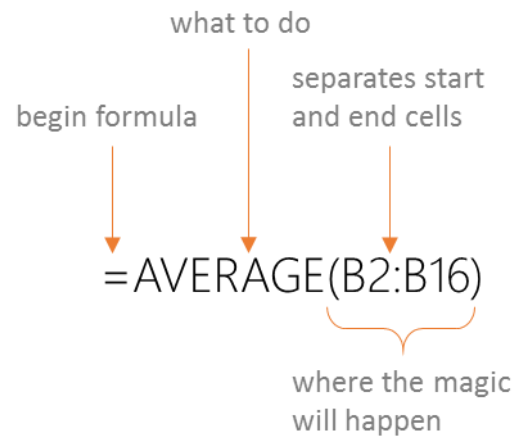 what to do
separates start
and end cells
begin formula
=AVERAGE(B2:B16)
where the magic
will happen